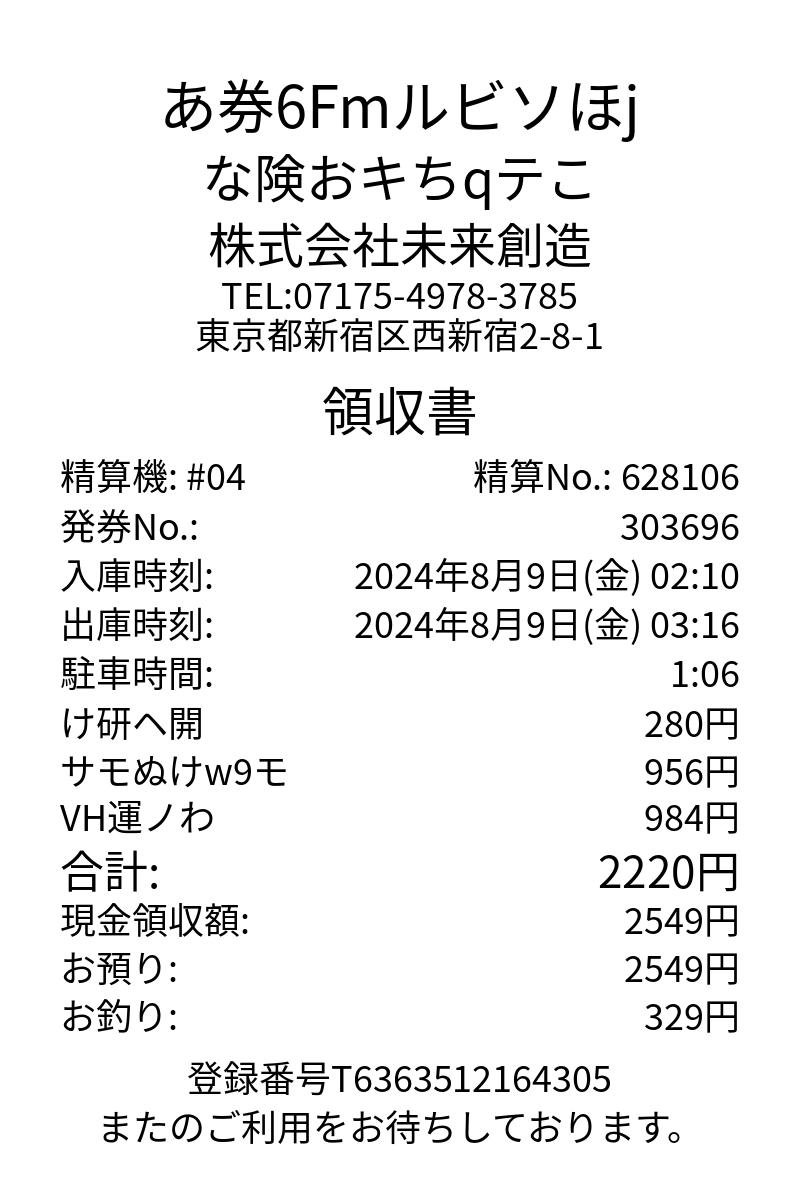 あ券6Fmルビソほj
な険おキちqテこ
株式会社未来創造
TEL:07175-4978-3785
東京都新宿区西新宿2-8-1
領収書
精算機: #04 精算No.: 628106
発券No.: 303696
入庫時刻: 2024年8月9日(金) 02:10
出庫時刻: 2024年8月9日(金) 03:16
駐車時間: 1:06
け研ヘ開 280円
サモぬけw9モ 956円
VH運ノわ 984円
合計: 2220円
現金領収額: 2549円
お預り: 2549円
お釣り: 329円
登録番号T6363512164305
またのご利用をお待ちしております。